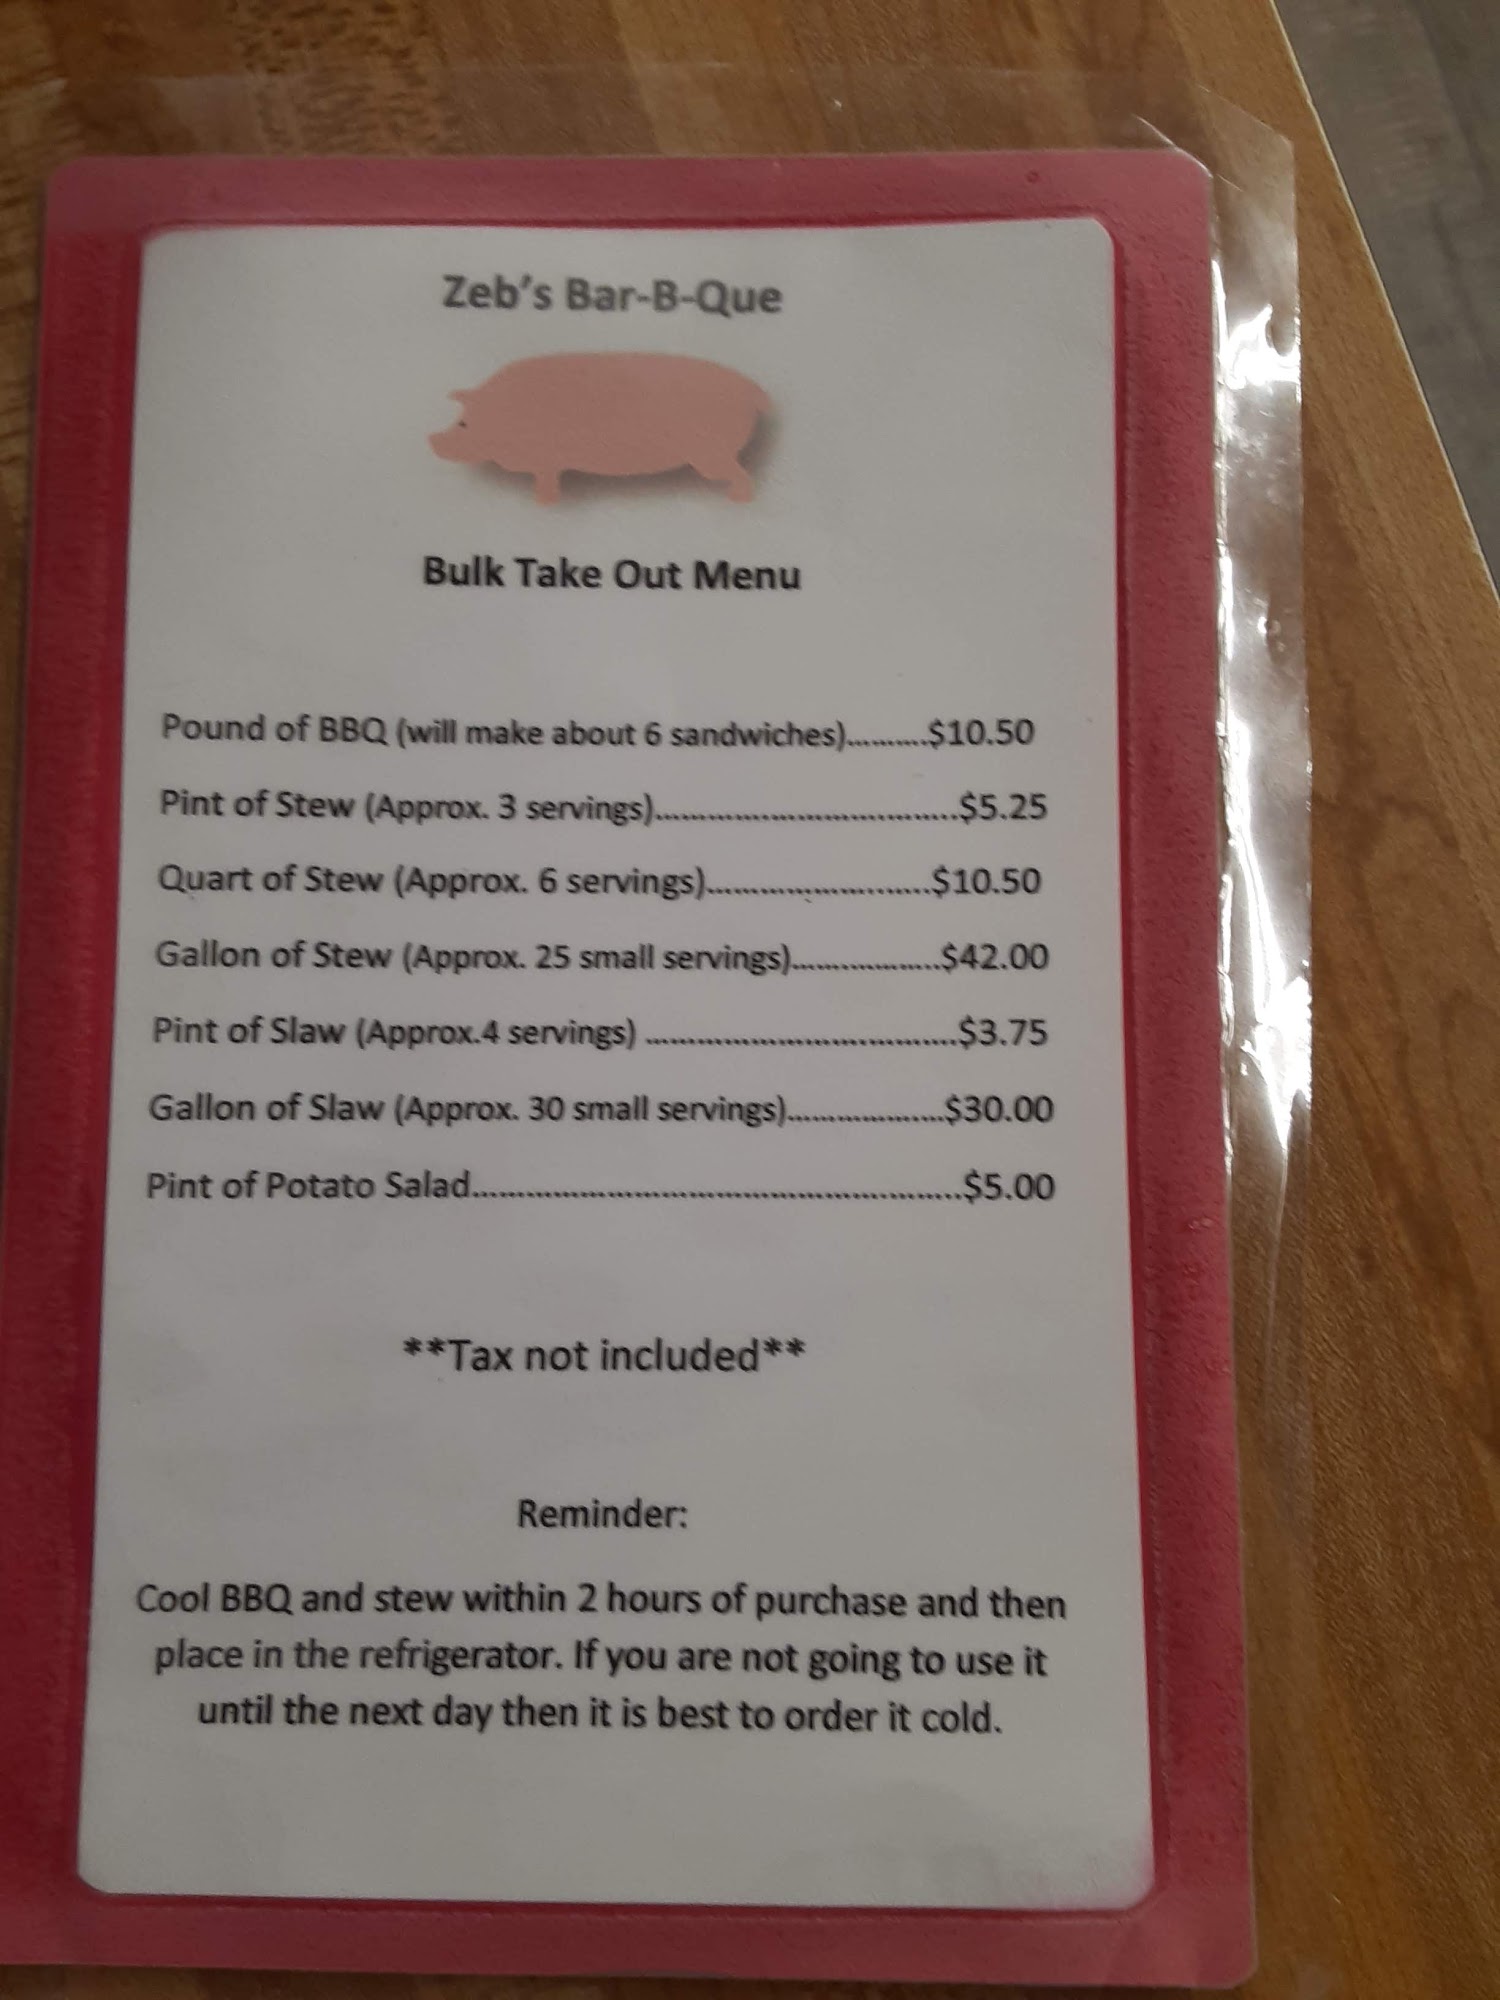 Zeb's Bar-B-Que
Bulk Take Out Menu
Pound of BBQ (will make about 6 sandwiches)..........$10.50
Pint of Stew (Approx. 3 servings).......................................$5.25
Quart of Stew (Approx. 6 servings)............................$10.50
Gallon of Stew (Approx. 25 small servings)...................$42.00
Pint of Slaw (Approx.4 servings) .......................................$3.75
Gallon of Slaw (Approx. 30 small servings)...................$30.00
Pint of Potato Salad.............................................................$5.00
**Tax not included**
Reminder:
Cool BBQ and stew within 2 hours of purchase and then
place in the refrigerator. If you are not going to use it
until the next day then it is best to order it cold.